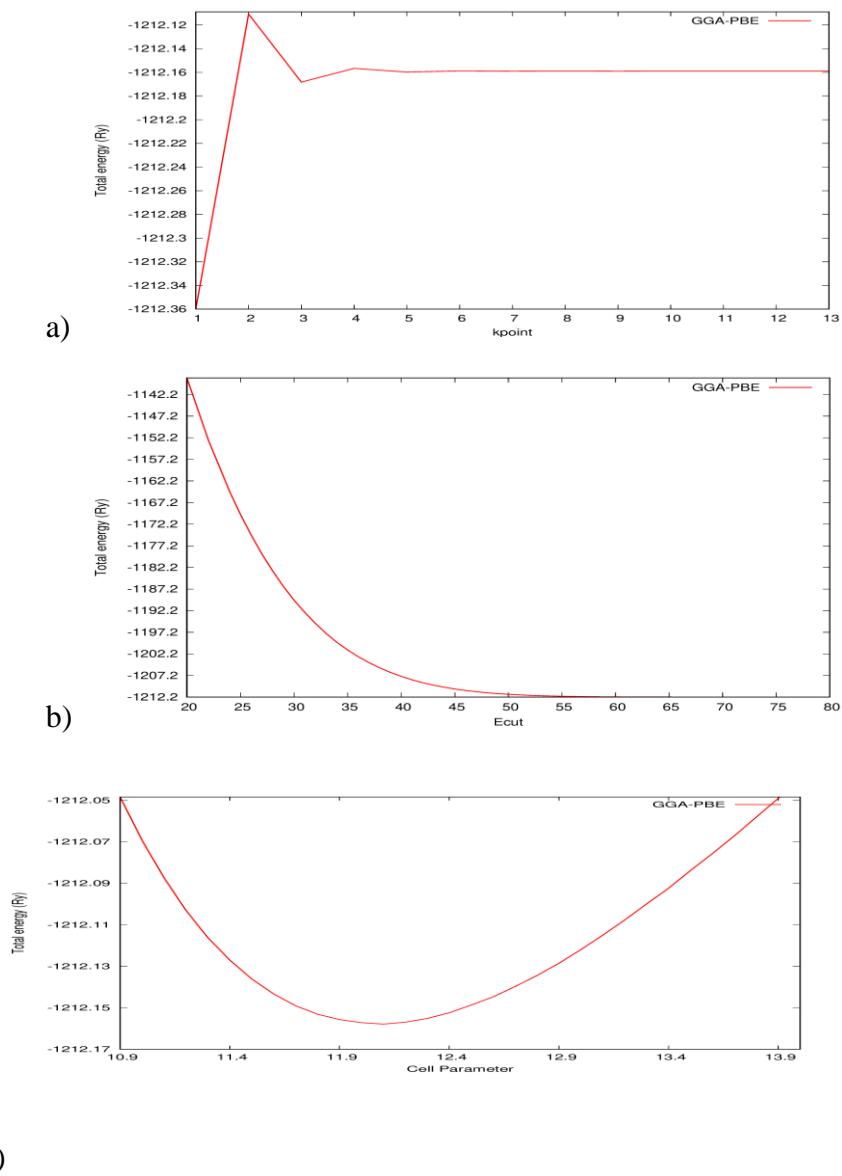 GGA-PBE
-1212.12
-1212.14
-1212.16
-1212.18
-1212.2
-1212.22
-1212.24
-1212.26
-1212.28
-1212.3
-1212.32
-1212.34
-1212.36
Total energy (Ry)
1 2 3 4 5 6 7 8 9 10 11 12 13
kpoint
a)
GGA-PBE
-1142.2
-1147.2
-1152.2
-1157.2
-1162.2
-1167.2
-1172.2
-1177.2
-1182.2
-1187.2
-1192.2
-1197.2
-1202.2
-1207.2
-1212.2
Total energy (Ry)
20 25 30 35 40 45 50 55 60 65 70 75 80
Ecut
b)
GGA-PBE
-1212.05
-1212.07
-1212.09
-1212.11
-1212.13
-1212.15
-1212.17
Total energy (Ry)
10.9 11.4 11.9 12.4 12.9 13.4 13.9
Cell Parameter
)